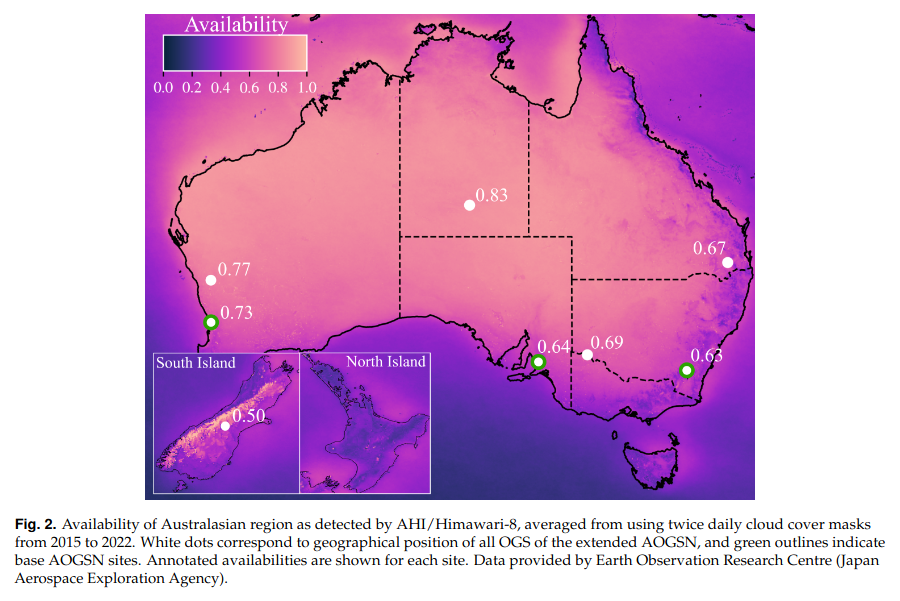 Availability
0.0 0.2 0.4 0.6 0.8 1.0
0.83
0.67
0.77
0.73
0.64
0.69
0.63
South Island
North Island
0.50
Fig. 2. Availability of Australasian region as detected by AHI/Himawari-8, averaged from using twice daily cloud cover masks
from 2015 to 2022. White dots correspond to geographical position of all OGS of the extended AOGSN, and green outlines indicate
base AOGSN sites. Annotated availabilities are shown for each site. Data provided by Earth Observation Research Centre (Japan
Aerospace Exploration Agency).